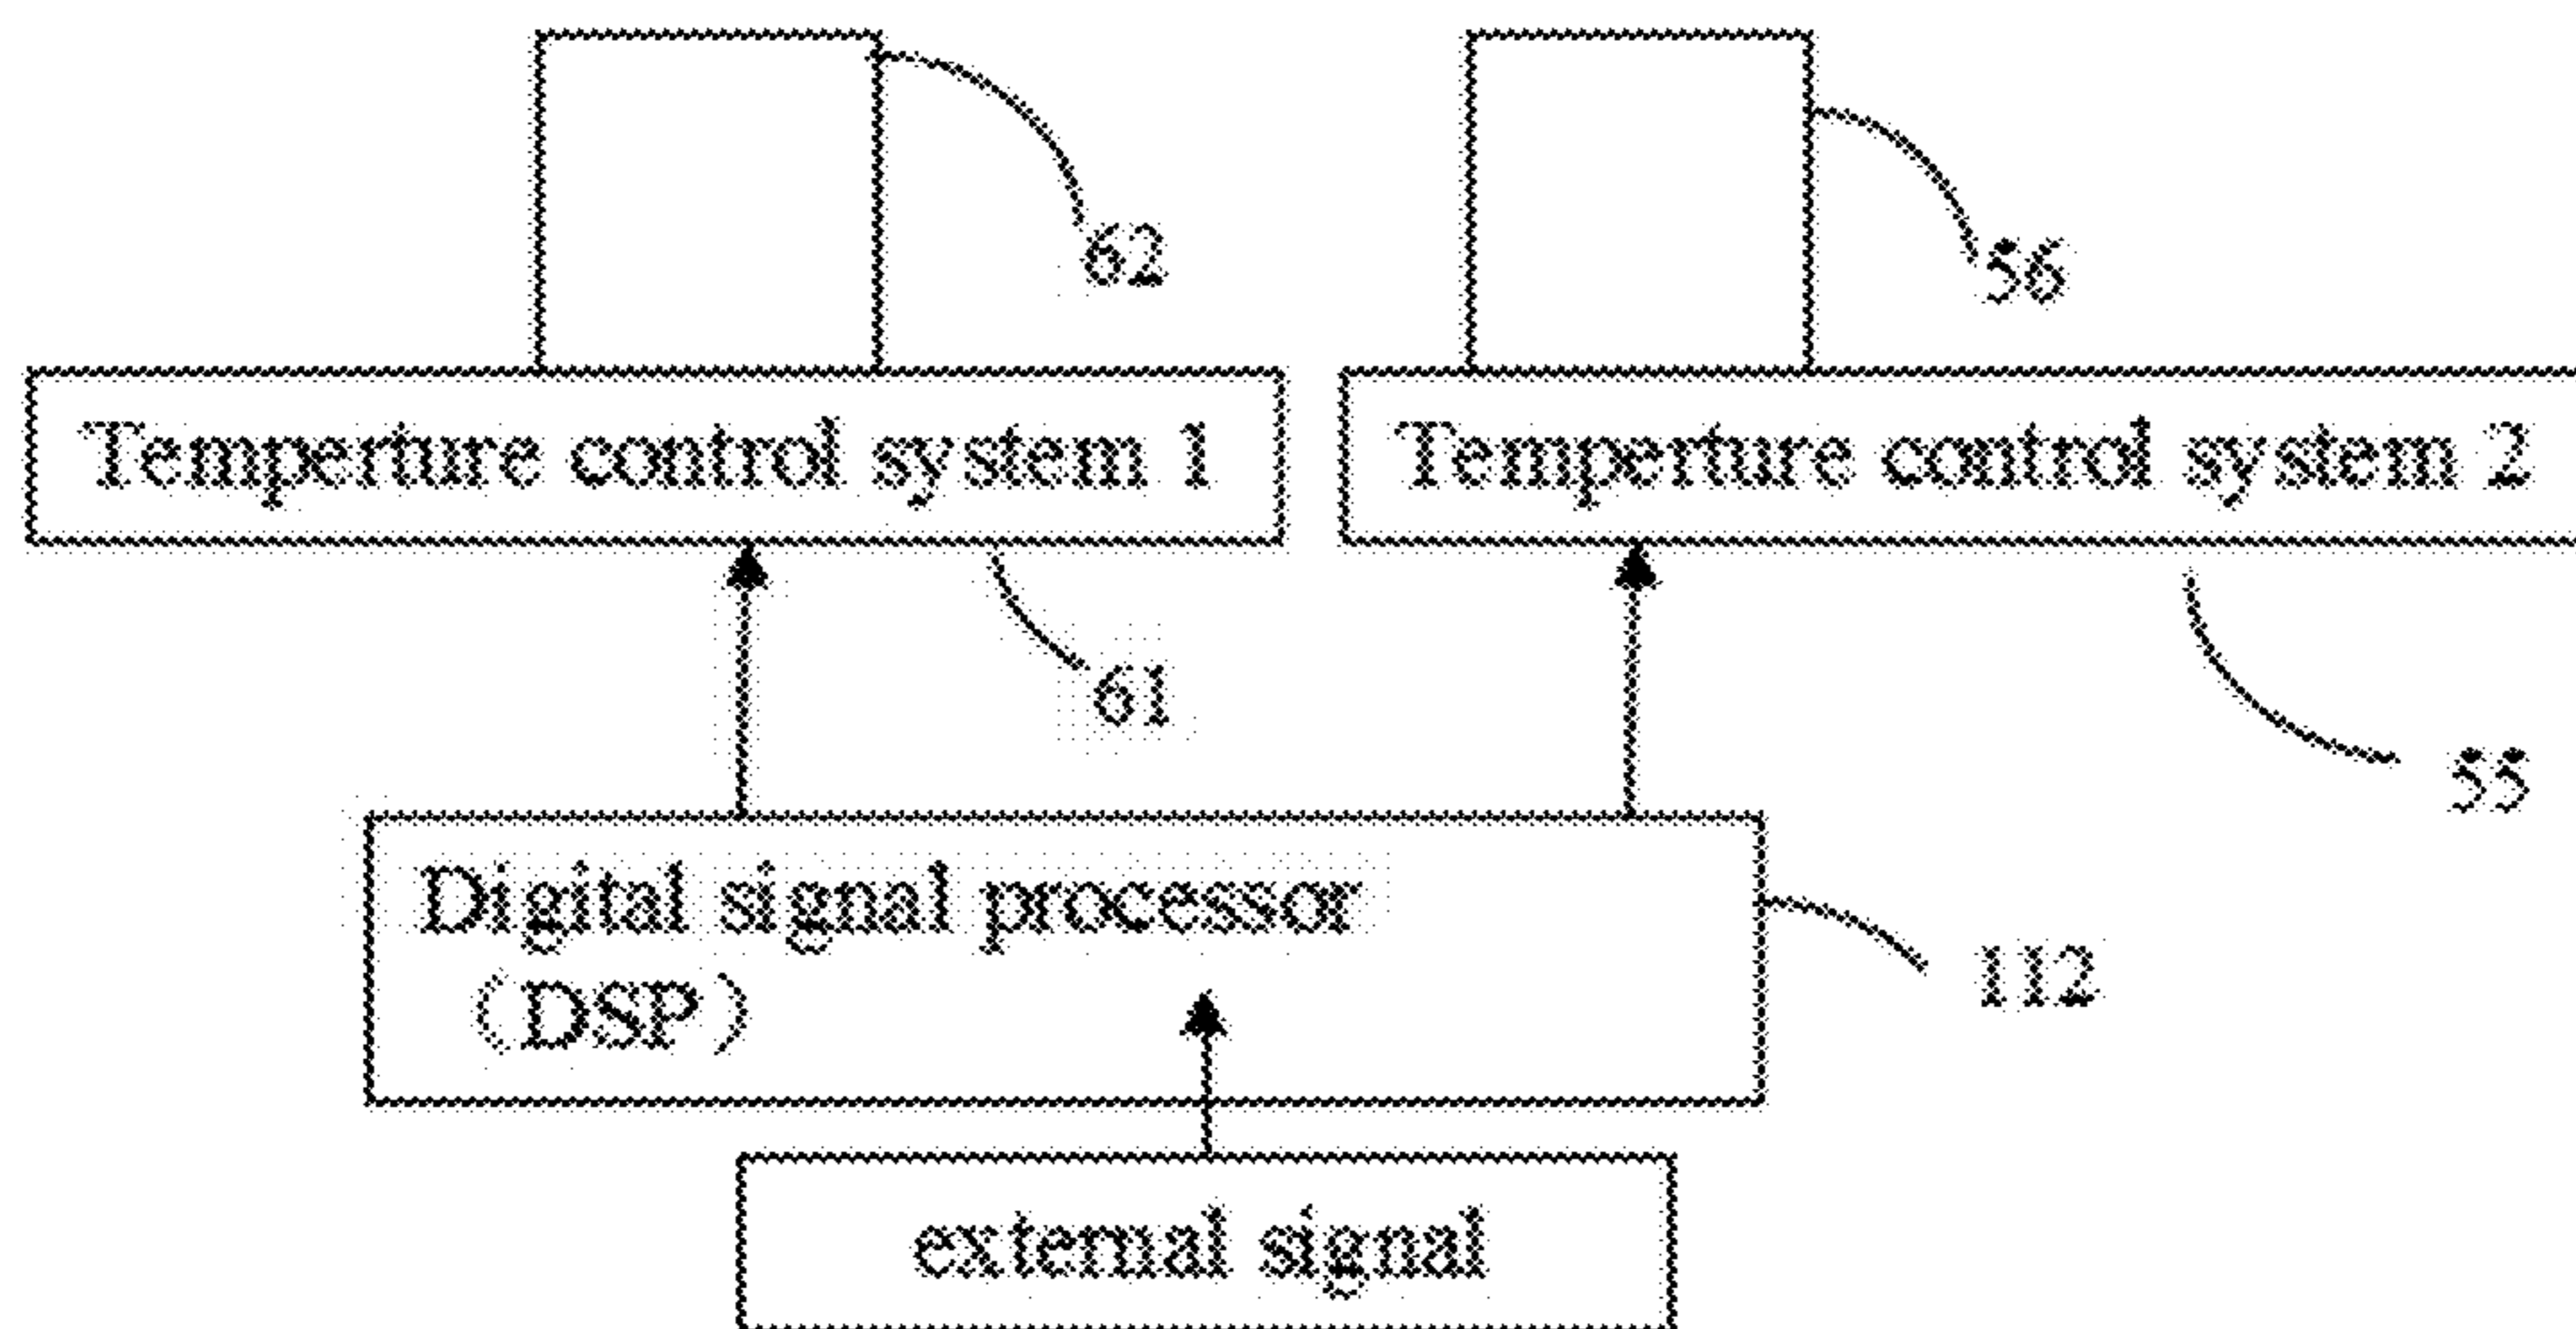 62
56
Temperture control system 1
Temperture control system 2
61
55
Digital signal processor
(DSP)
112
external signal